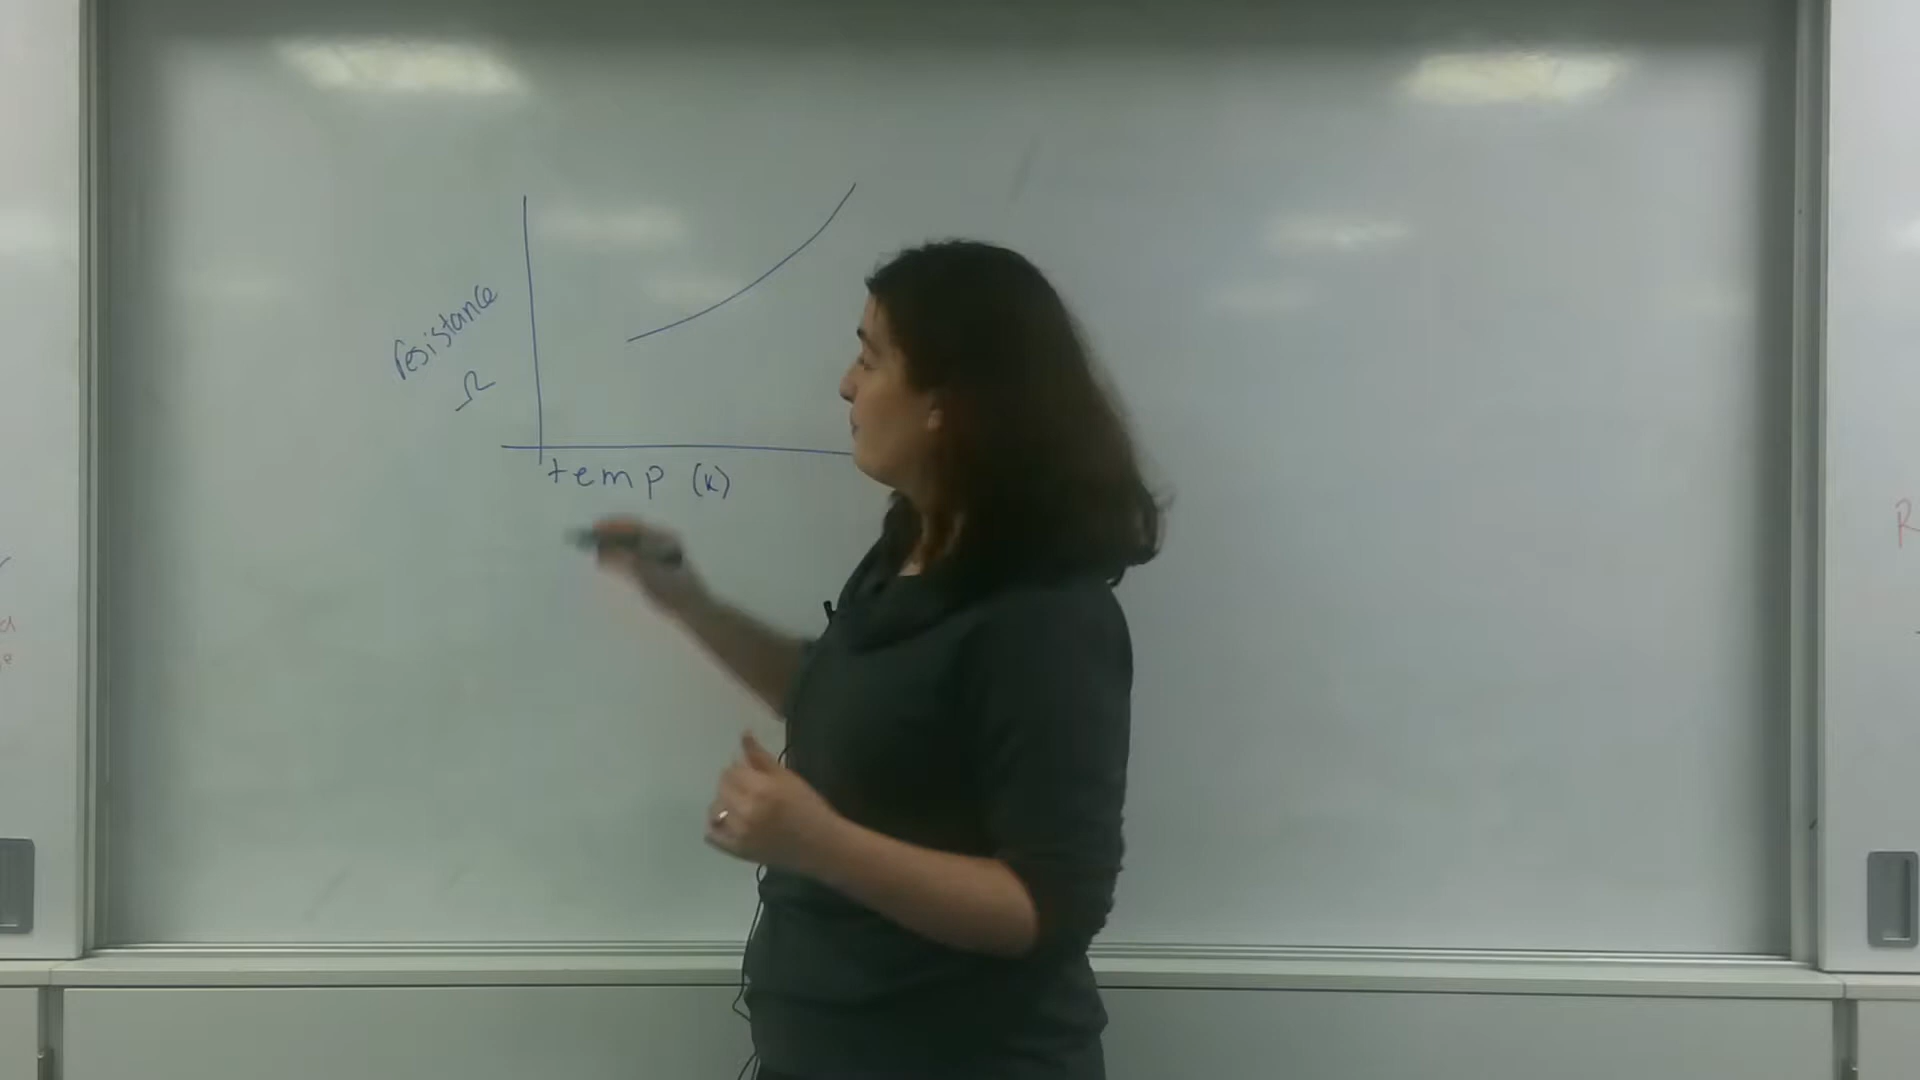 resistance
Ω
temp (K)
R